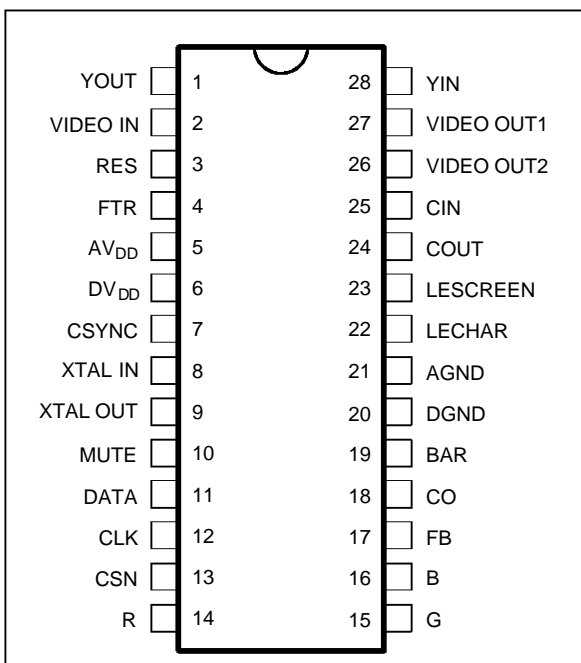 YOUT 1 28 YIN
VIDEO IN 2 27 VIDEO OUT1
RES 3 26 VIDEO OUT2
FTR 4 25 CIN
AVDD 5 24 COUT
DVDD 6 23 LESCREEN
CSYNC 7 22 LECHAR
XTAL IN 8 21 AGND
XTAL OUT 9 20 DGND
MUTE 10 19 BAR
DATA 11 18 CO
CLK 12 17 FB
CSN 13 16 B
R 14 15 G